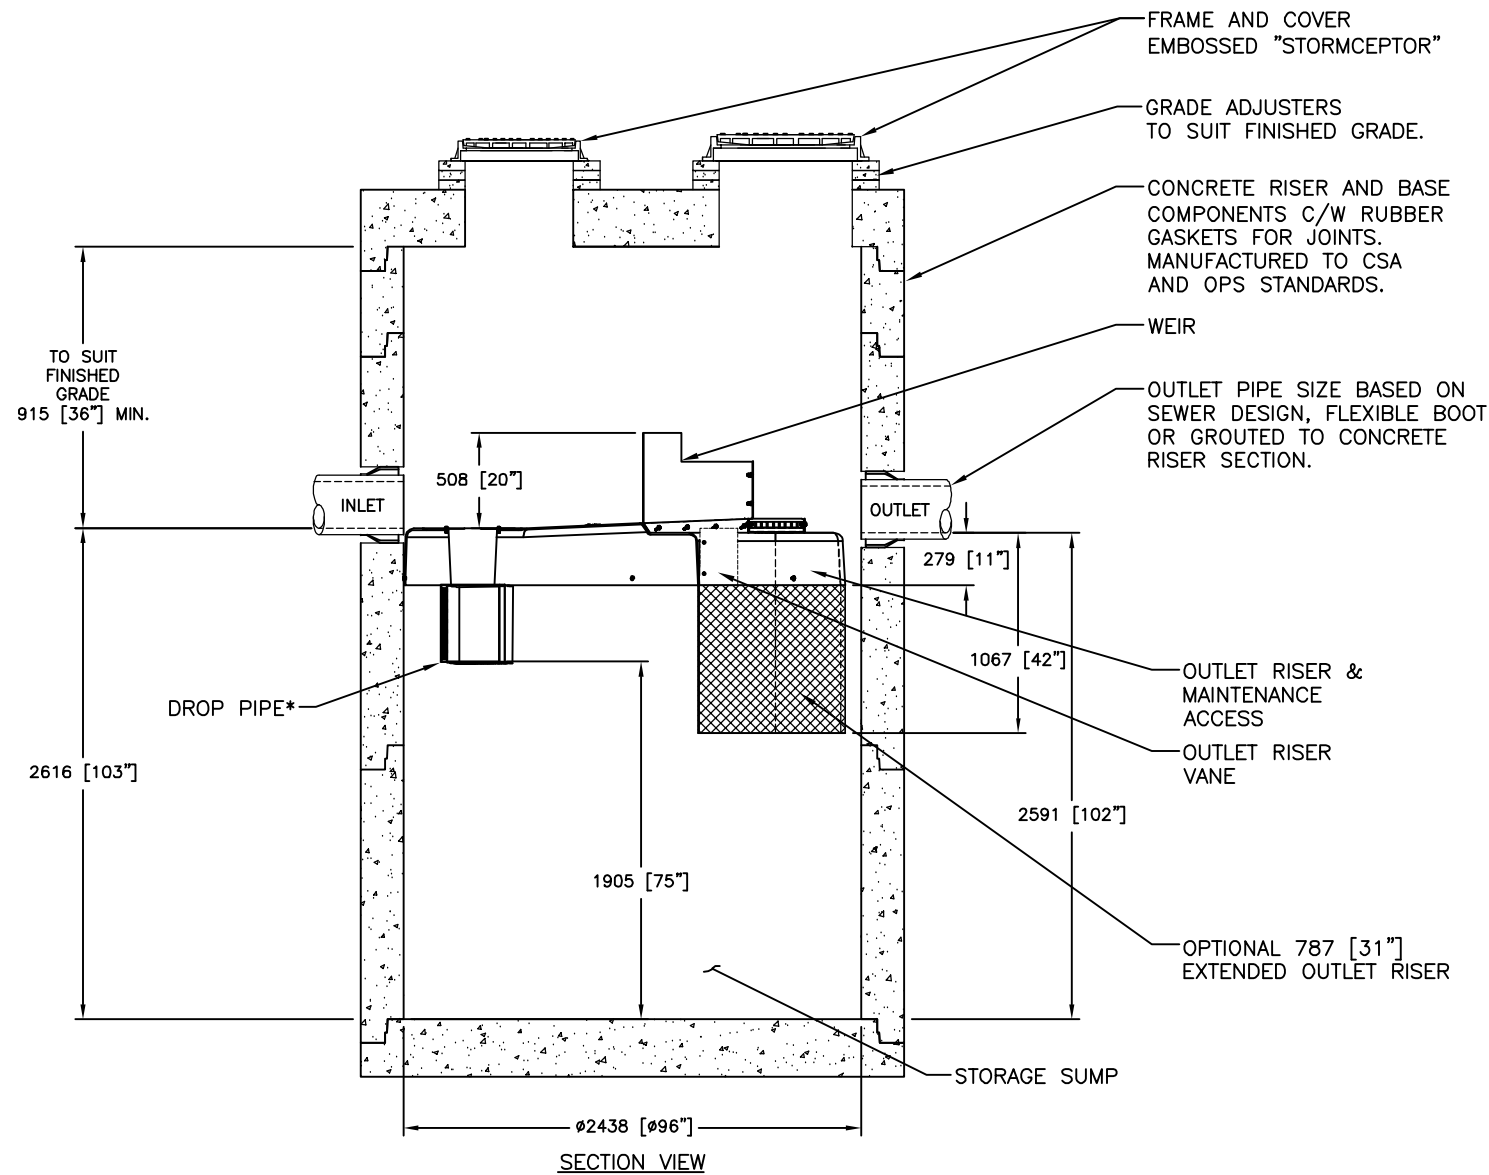 FRAME AND COVER
EMBOSSED "STORMCEPTOR"
GRADE ADJUSTERS
TO SUIT FINISHED GRADE.
CONCRETE RISER AND BASE
COMPONENTS C/W RUBBER
GASKETS FOR JOINTS.
MANUFACTURED TO CSA
AND OPS STANDARDS.
WEIR
TO SUIT
FINISHED
GRADE
915 [36"] MIN.
OUTLET PIPE SIZE BASED ON
SEWER DESIGN, FLEXIBLE BOOT
OR GROUTED TO CONCRETE
RISER SECTION.
508 [20"]
INLET
OUTLET
279 [11"]
1067 [42"]
OUTLET RISER &
MAINTENANCE
ACCESS
DROP PIPE*
OUTLET RISER
VANE
2616 [103"]
2591 [102"]
1905 [75"]
OPTIONAL 787 [31"]
EXTENDED OUTLET RISER
STORAGE SUMP
ø2438 [ø96"]
SECTION VIEW